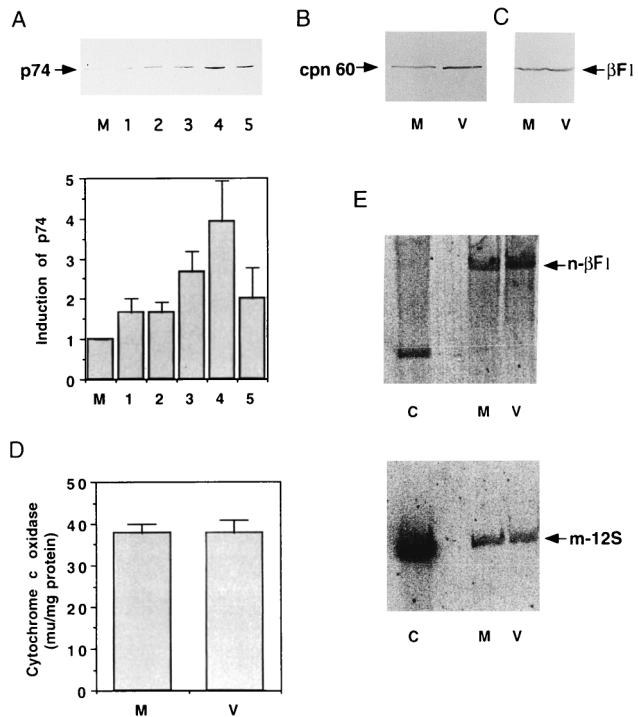 A
p74
M 1 2 3 4 5
5
4
3
2
1
0
Induction of p74
M 1 2 3 4 5
B
cpn 60
M V
C
βF1
M V
D
50
40
30
20
10
0
Cytochrome c oxidase
(mu/mg protein)
M V
E
n-βF1
C M V
m-12S
C M V